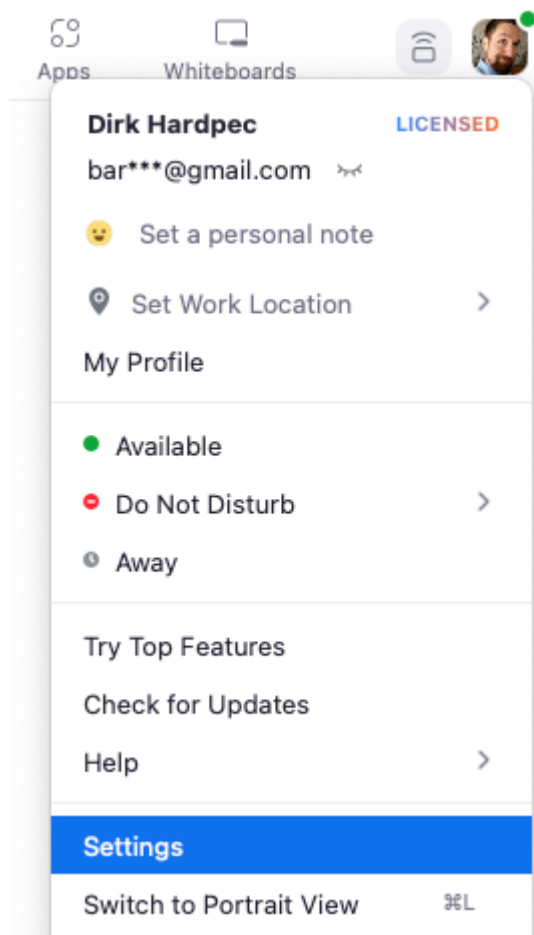 Apps Whiteboards
Dirk Hardpec LICENSED
bar***@gmail.com
Set a personal note
Set Work Location
My Profile
Available
Do Not Disturb
Away
Try Top Features
Check for Updates
Help
Settings
Switch to Portrait View ⌘L